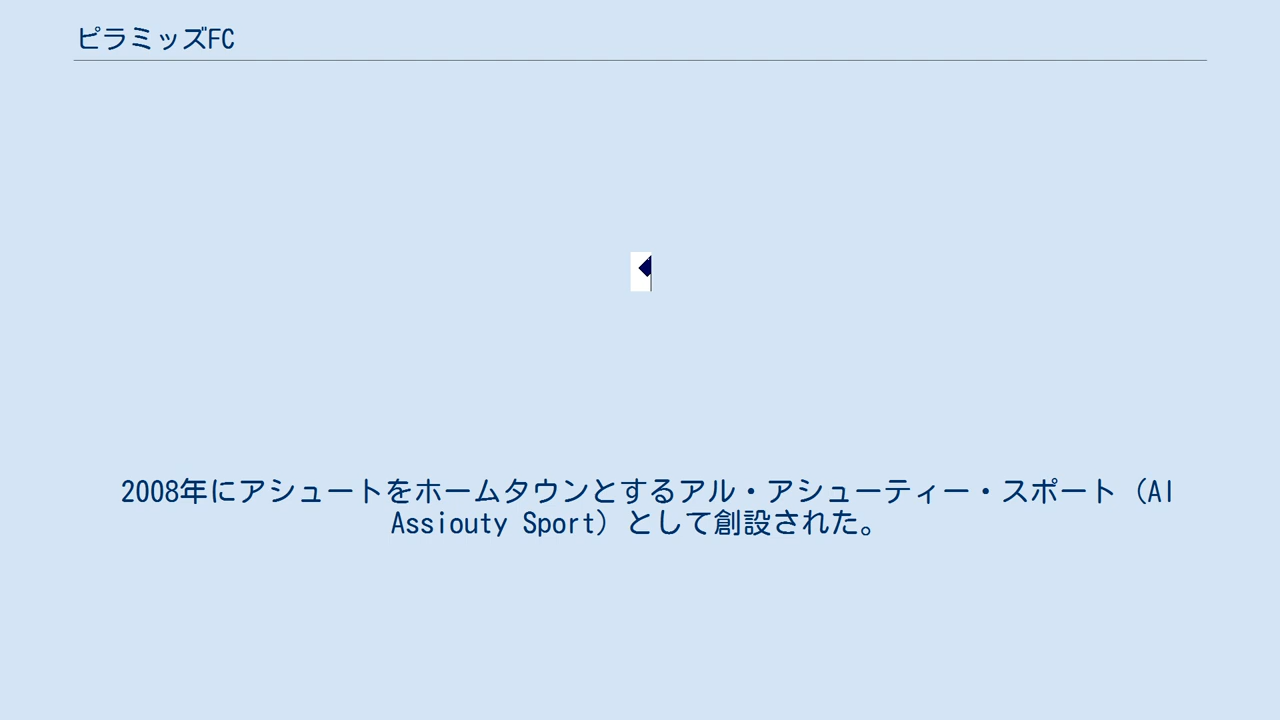 ピラミッズFC
2008年にアシュートをホームタウンとするアル・アシューティー・スポート（Al
Assiouty Sport）として創設された。